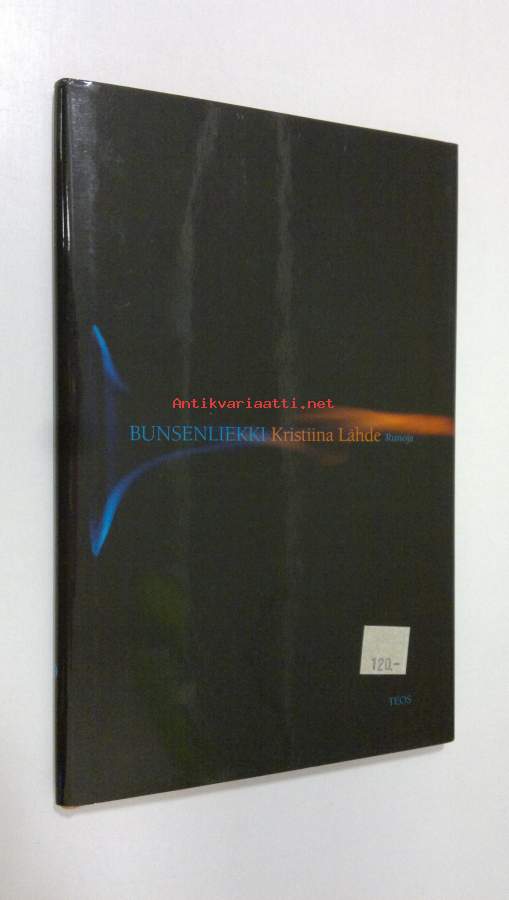 Antikvariaatti.net
BUNSENLIEKKI Kristiina Lähde Runoja
120.-
TEOS